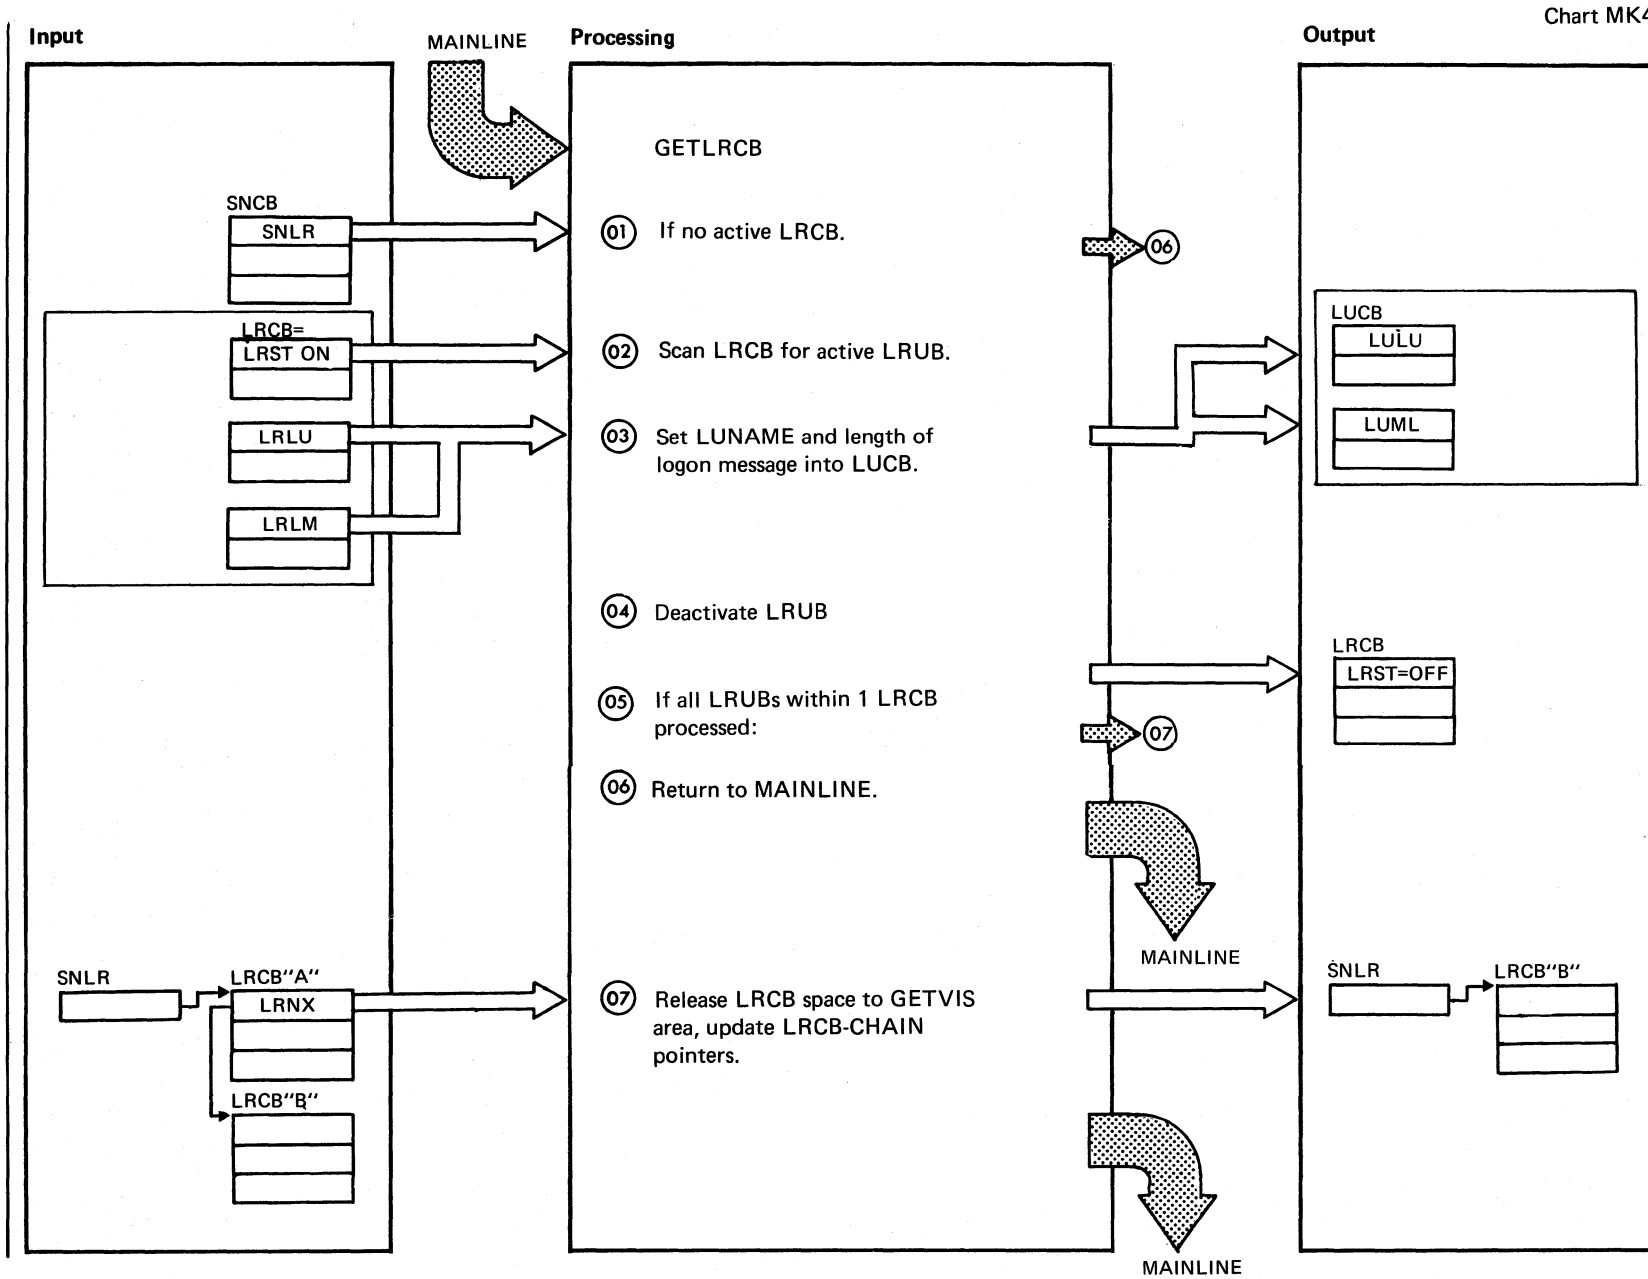 Chart MK4
Input
MAINLINE
Processing
Output
GETLRCB
SNCB
SNLR
01 If no active LRCB.
06
LRCB=
LRST ON
02 Scan LRCB for active LRUB.
LUCB
LULU
LRLU
03 Set LUNAME and length of
logon message into LUCB.
LUML
LRLM
04 Deactivate LRUB
LRCB
LRST=OFF
05 If all LRUBs within 1 LRCB
processed:
07
06 Return to MAINLINE.
MAINLINE
SNLR
LRCB"A"
LRNX
07 Release LRCB space to GETVIS
area, update LRCB-CHAIN
pointers.
SNLR
LRCB"B"
LRCB"B"
MAINLINE